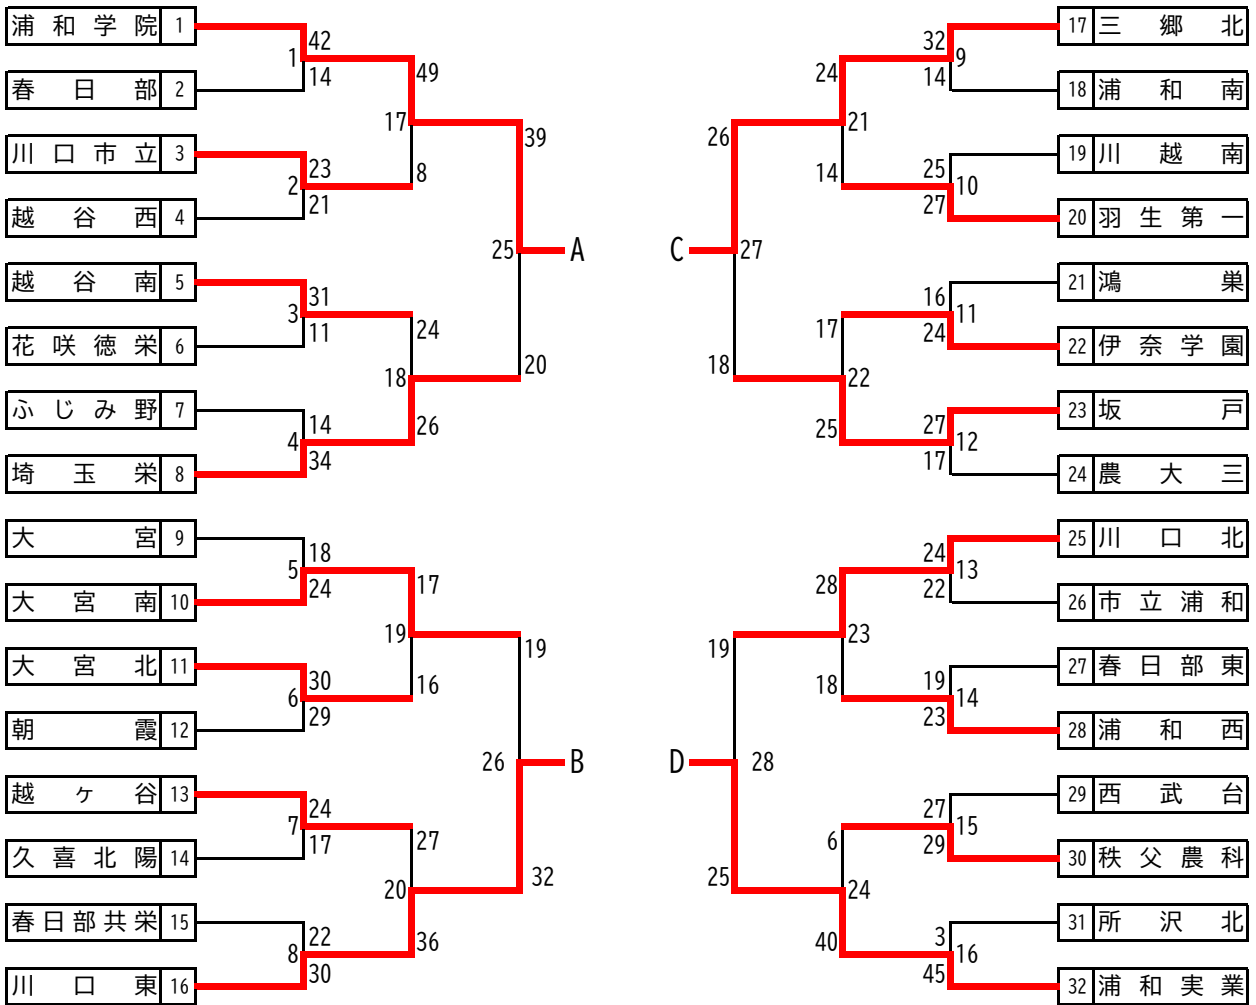 浦和学院 1
42
1
14
春日部 2
49
17
8
川口市立 3
23
2
21
越谷西 4
39
25 A
20
越谷南 5
31
3
11
花咲徳栄 6
24
18
26
ふじみ野 7
14
4
34
埼玉栄 8
大宮 9
18
5
24
大宮南 10
17
19
16
大宮北 11
30
6
29
朝霞 12
19
26 B
32
越ヶ谷 13
24
7
17
久喜北陽 14
27
20
36
春日部共栄 15
22
8
30
川口東 16
17 三郷北
32
9
14
18 浦和南
24
21
14
19 川越南
25
10
27
20 羽生第一
26
C 27
18
21 鴻巣
16
11
24
22 伊奈学園
17
22
25
23 坂戸
27
12
17
24 農大三
25 川口北
24
13
22
26 市立浦和
28
23
18
27 春日部東
19
14
23
28 浦和西
19
D 28
25
29 西武台
27
15
29
30 秩父農科
6
24
40
31 所沢北
3
16
45
32 浦和実業